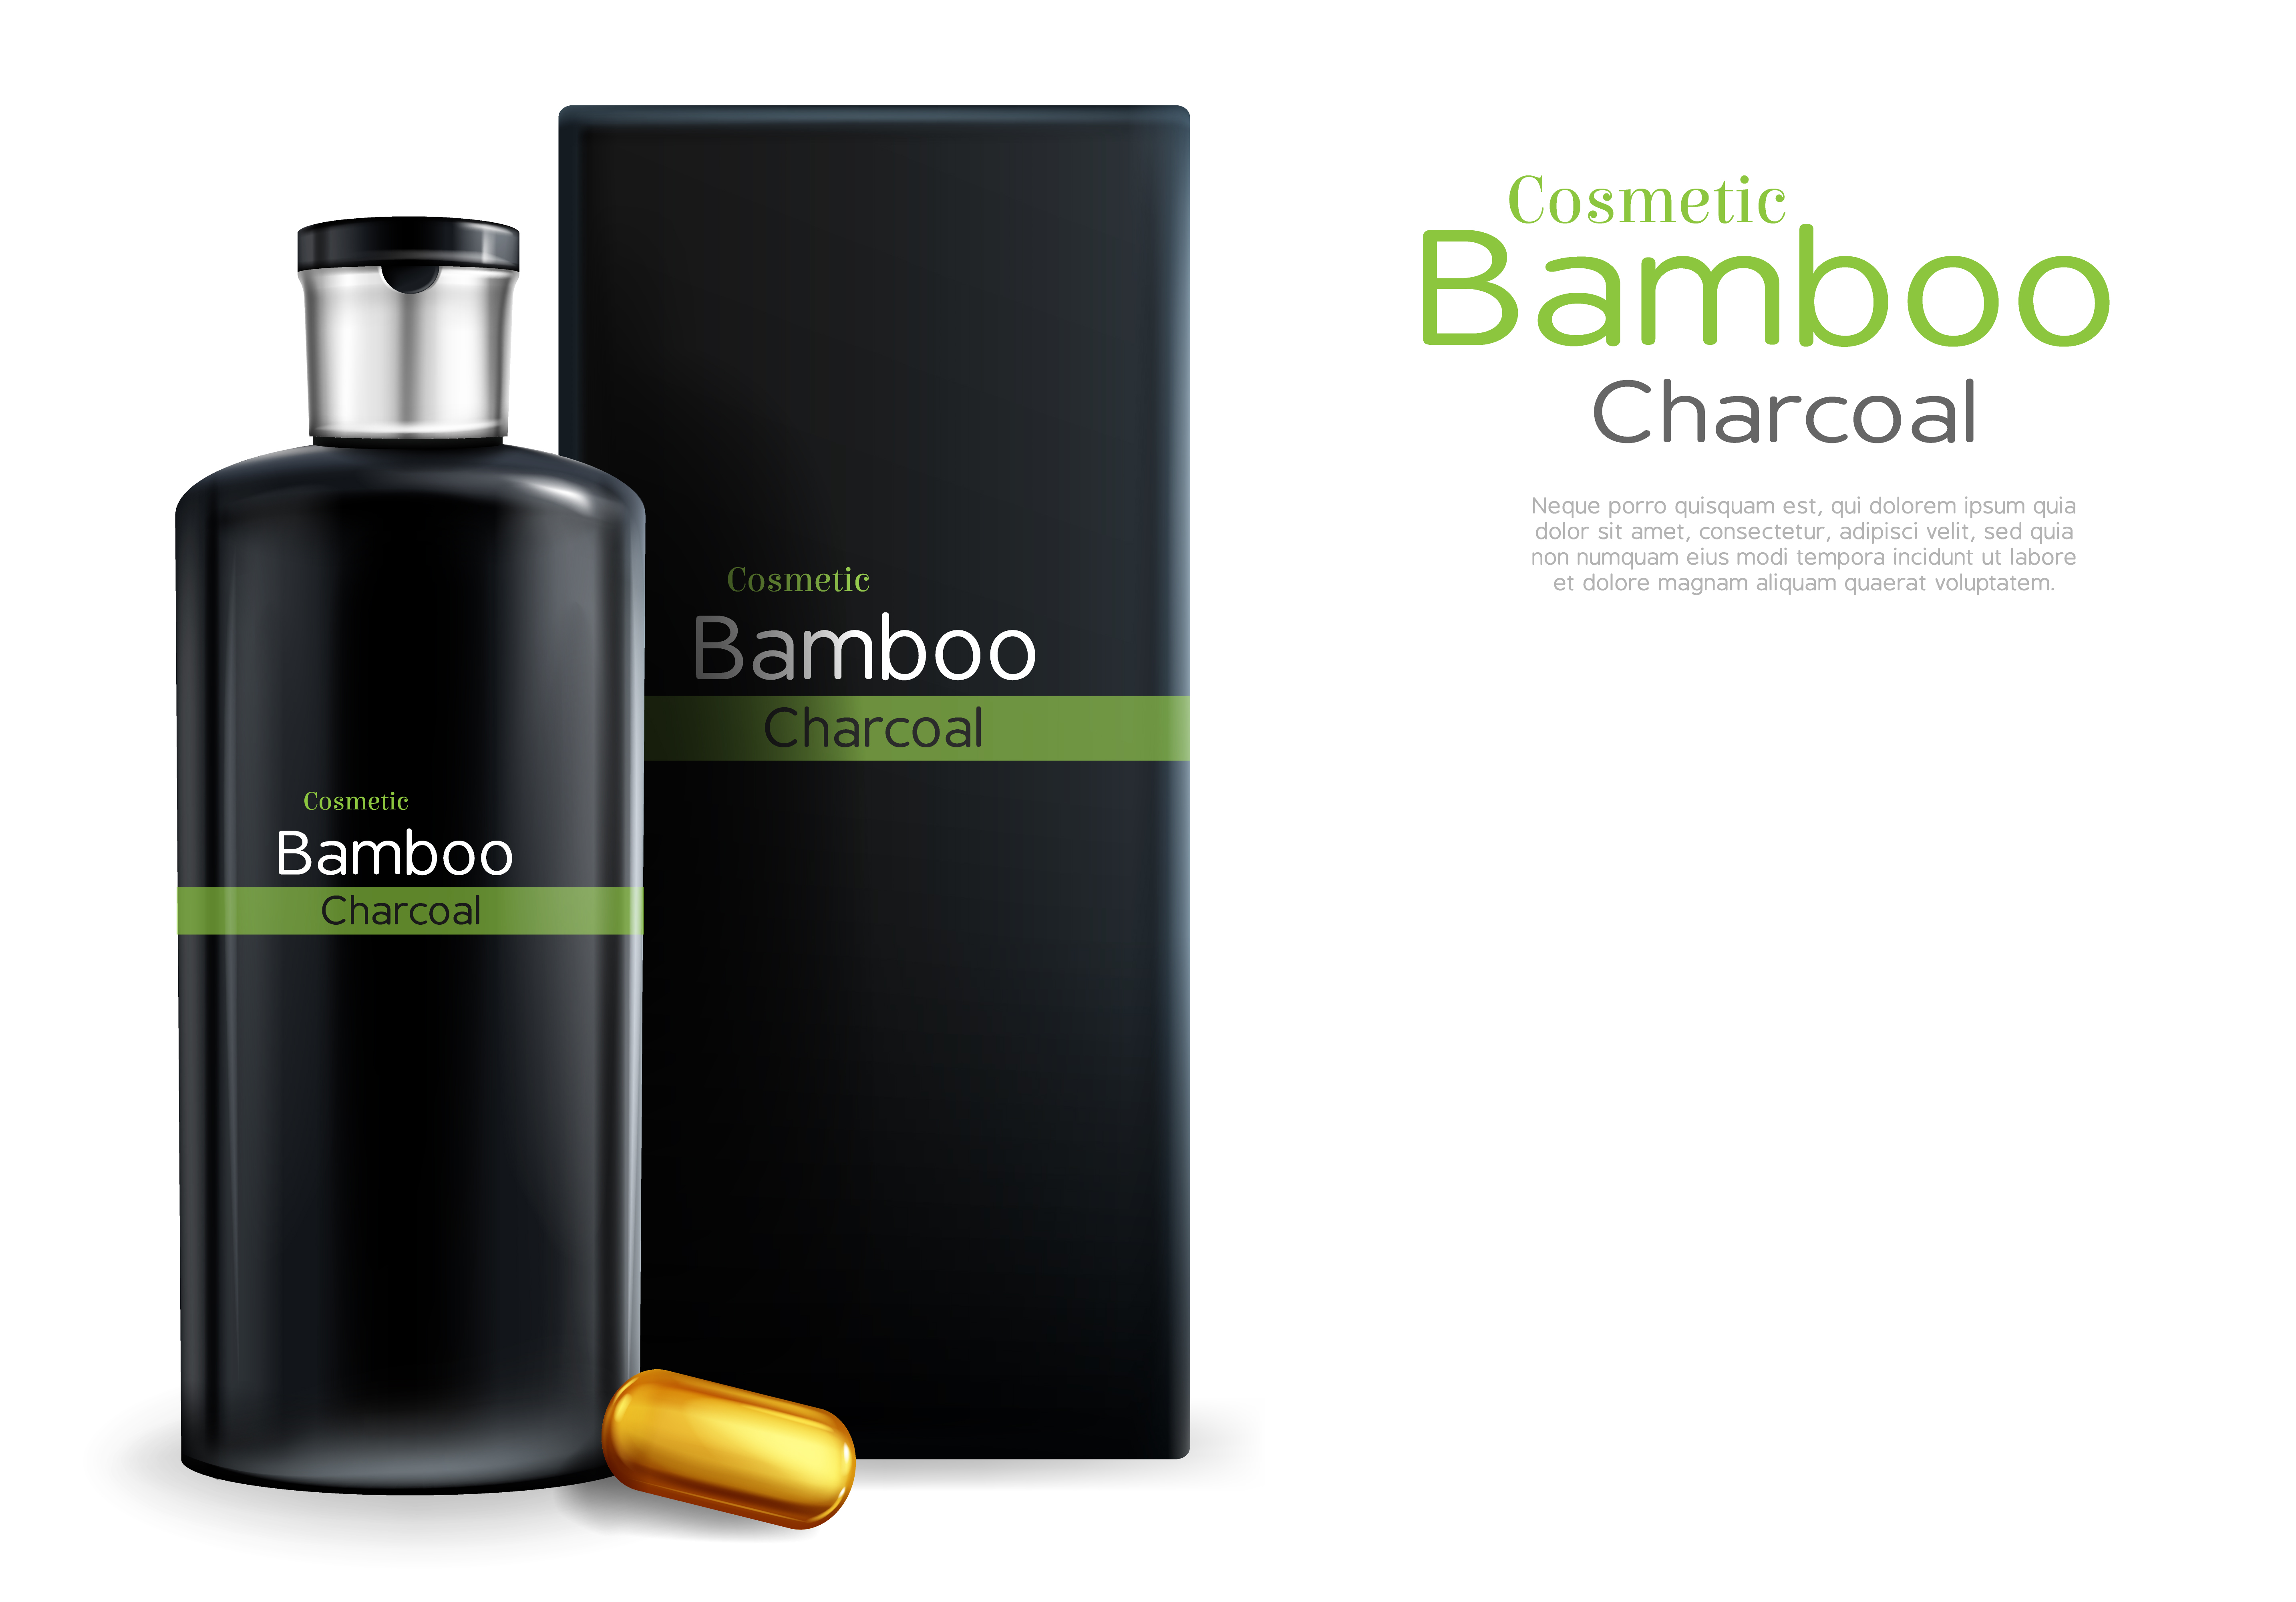 Cosmetic
Bamboo
Charcoal
Cosmetic
Bamboo
Charcoal
Cosmetic
Bamboo
Charcoal
Neque porro quisquam est, qui dolorem ipsum quia
dolor sit amet, consectetur, adipisci velit, sed quia
non numquam eius modi tempora incidunt ut labore
et dolore magnam aliquam quaerat voluptatem.